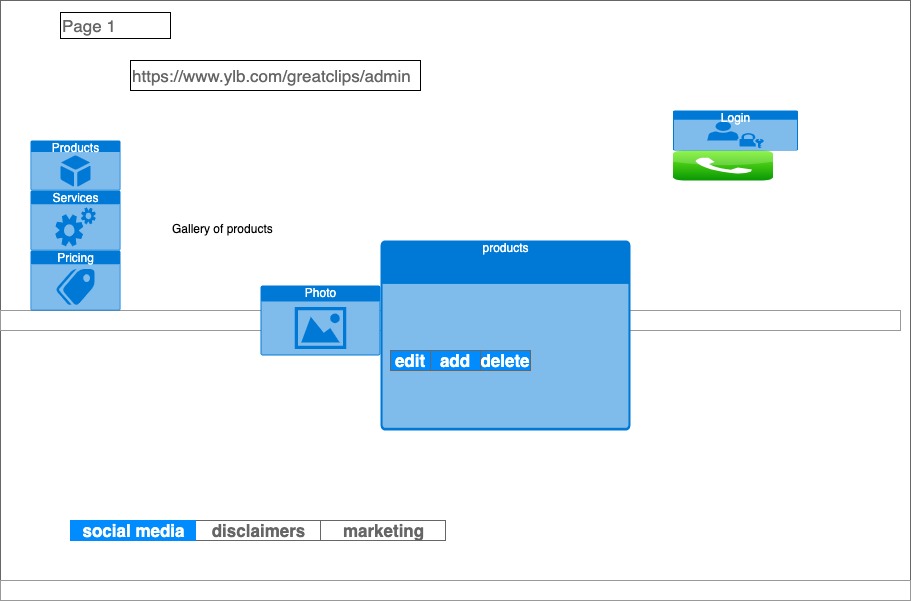 Page 1
https://www.ylb.com/greatclips/admin
Login
Products
Services
Gallery of products
products
Pricing
Photo
edit add delete
social media disclaimers marketing